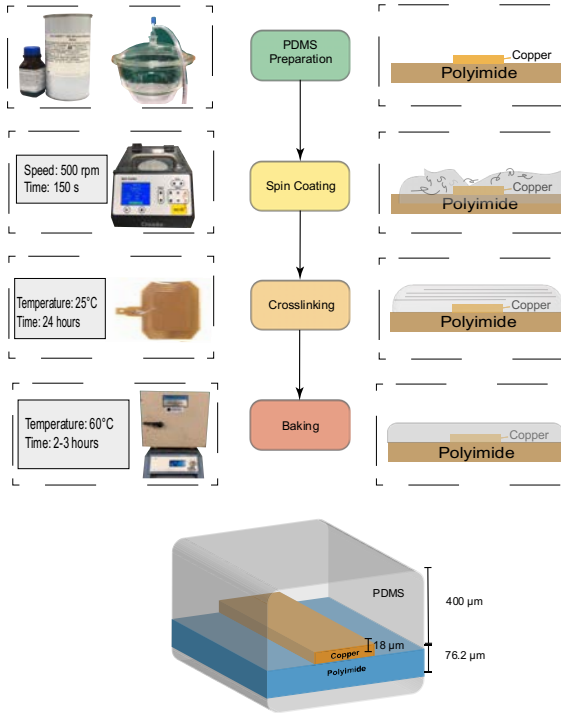 PDMS
Preparation
Copper
Polyimide
Speed: 500 rpm
Time: 150 s
Spin Coating
Copper
Polyimide
Temperature: 25°C
Time: 24 hours
Crosslinking
Copper
Polyimide
Temperature: 60°C
Time: 2-3 hours
Baking
Copper
Polyimide
PDMS
400 µm
18 µm
Copper
76.2 µm
Polyimide